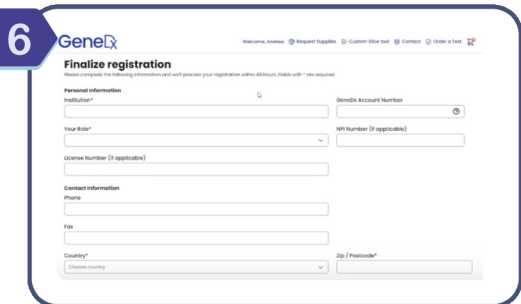 6
GeneDx
Welcome, Andrea Request Supplies Custom Slice tool Contact Order a Test
Finalize registration
Please complete the following information and we'll process your registration within 48 hours. Fields with * are required
Personal Information
Institution* GeneDx Account Number
Your Role* NPI Number (if applicable)
License Number (if applicable)
Contact Information
Phone
Fax
Country* Zip / Postcode*
Choose country